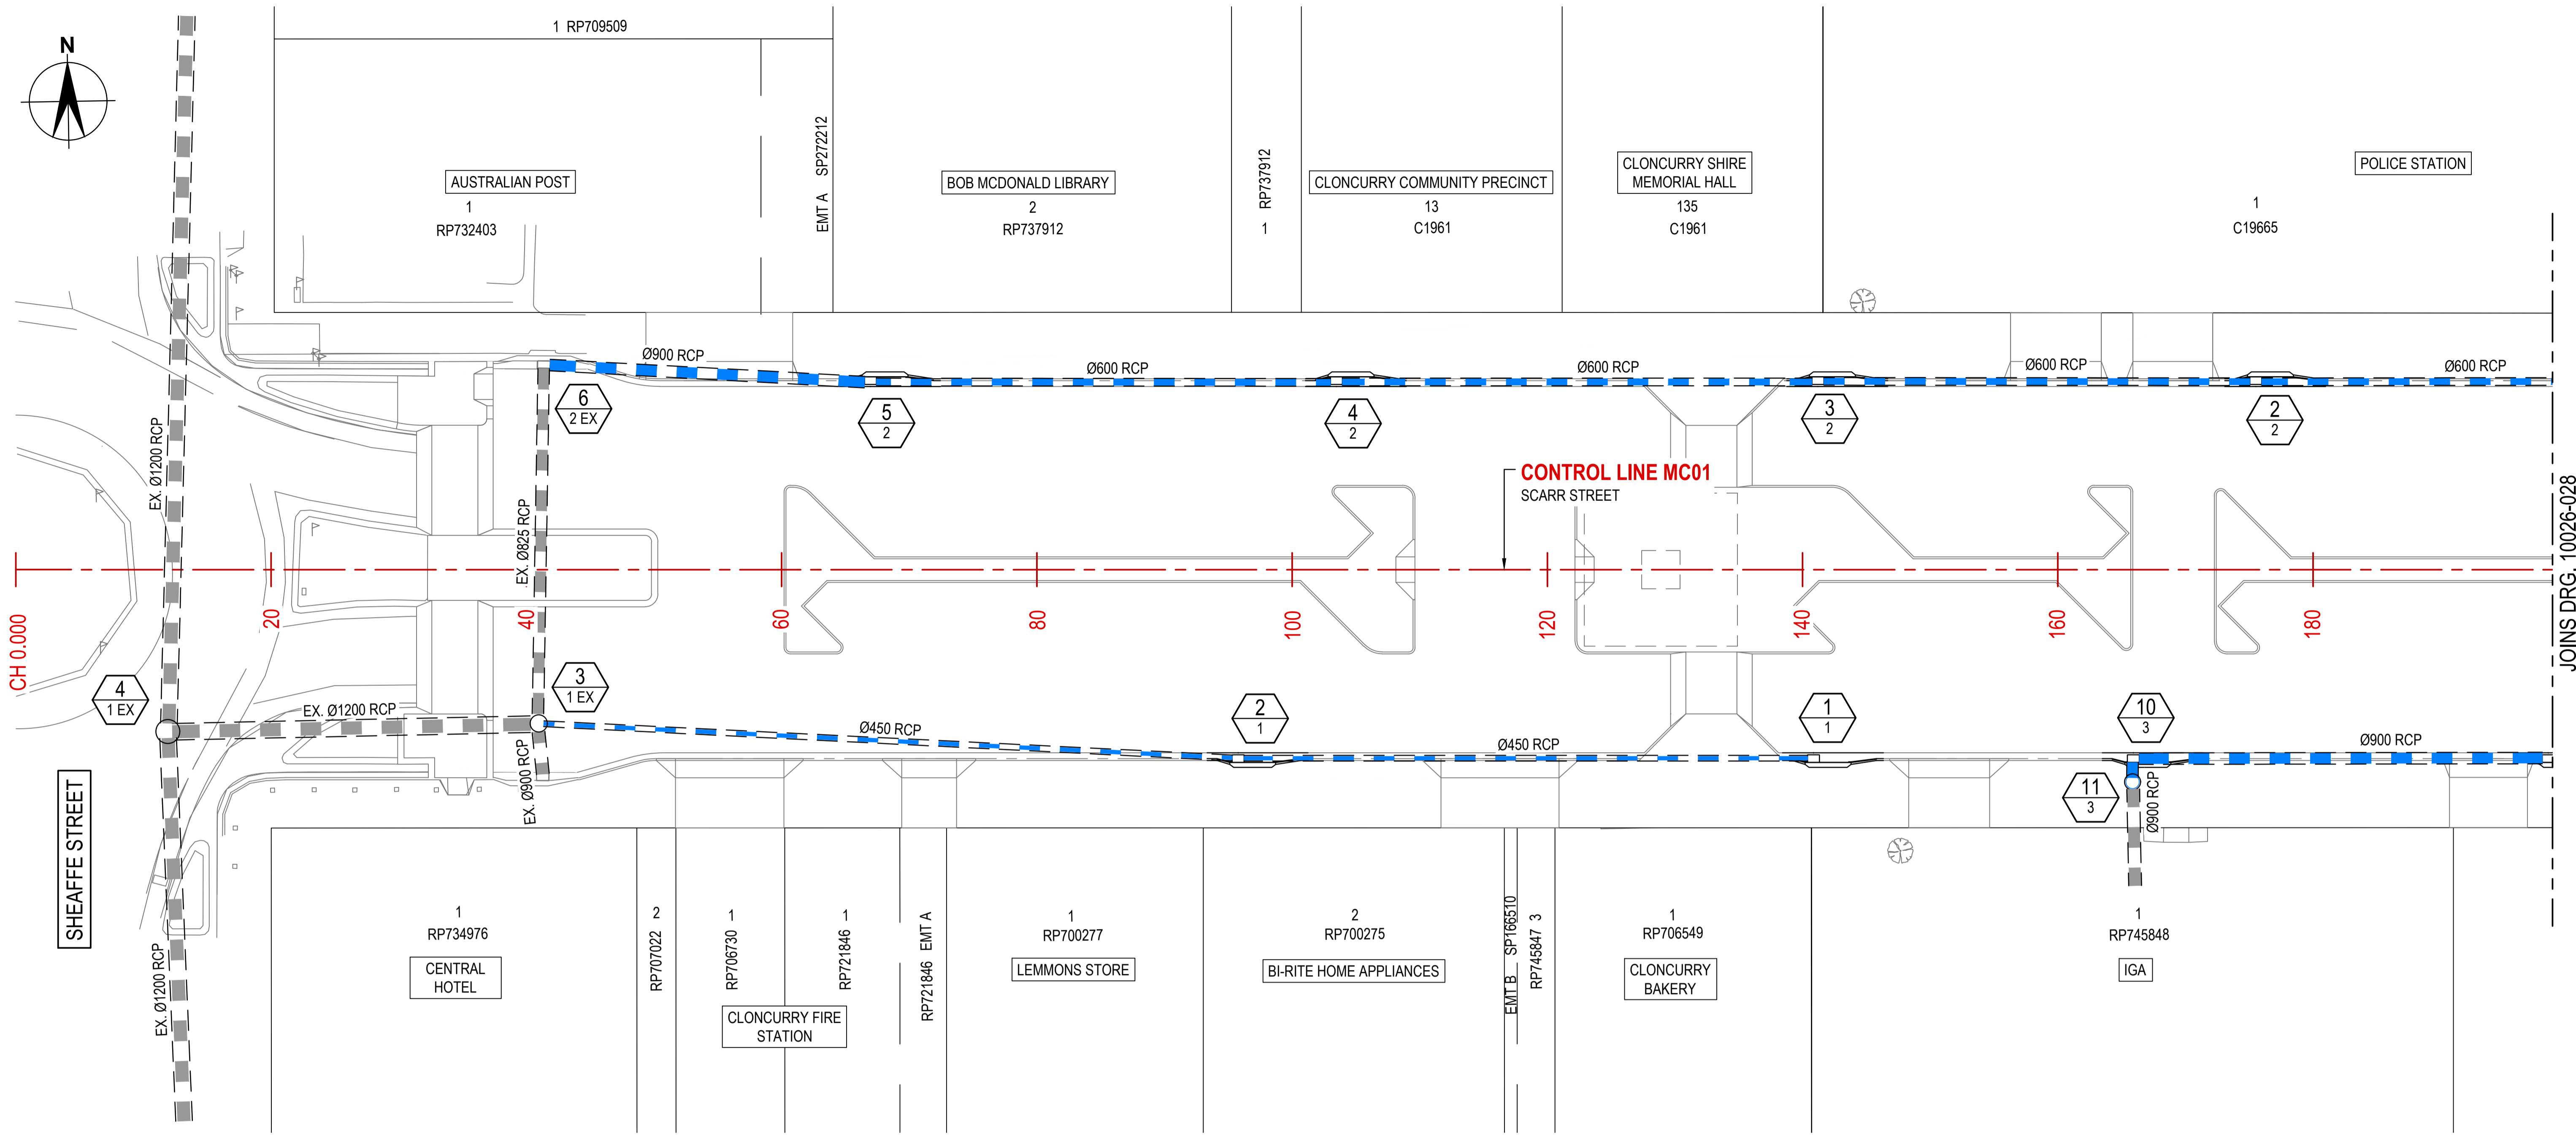 1 RP709509
N
EMT A SP272212
AUSTRALIAN POST
1
RP732403
BOB MCDONALD LIBRARY
2
RP737912
1 RP737912
CLONCURRY COMMUNITY PRECINCT
13
C1961
CLONCURRY SHIRE
MEMORIAL HALL
135
C1961
POLICE STATION
1
C19665
Ø900 RCP
Ø600 RCP
Ø600 RCP
Ø600 RCP
Ø600 RCP
6
2 EX
5
2
4
2
3
2
2
2
EX. Ø1200 RCP
EX. Ø825 RCP
CONTROL LINE MC01
SCARR STREET
JOINS DRG. 10026-028
CH 0.000
20
40
60
80
100
120
140
160
180
4
1 EX
3
1 EX
2
1
1
1
10
3
11
3
EX. Ø1200 RCP
Ø450 RCP
Ø450 RCP
Ø900 RCP
EX. Ø900 RCP
Ø900 RCP
SHEAFFE STREET
EX. Ø1200 RCP
1
RP734976
CENTRAL
HOTEL
RP707022 2
RP706730 1
RP721846 1
CLONCURRY FIRE
STATION
RP721846 EMT A
1
RP700277
LEMMONS STORE
2
RP700275
BI-RITE HOME APPLIANCES
EMT B SP166510
RP745847 3
1
RP706549
CLONCURRY
BAKERY
1
RP745848
IGA